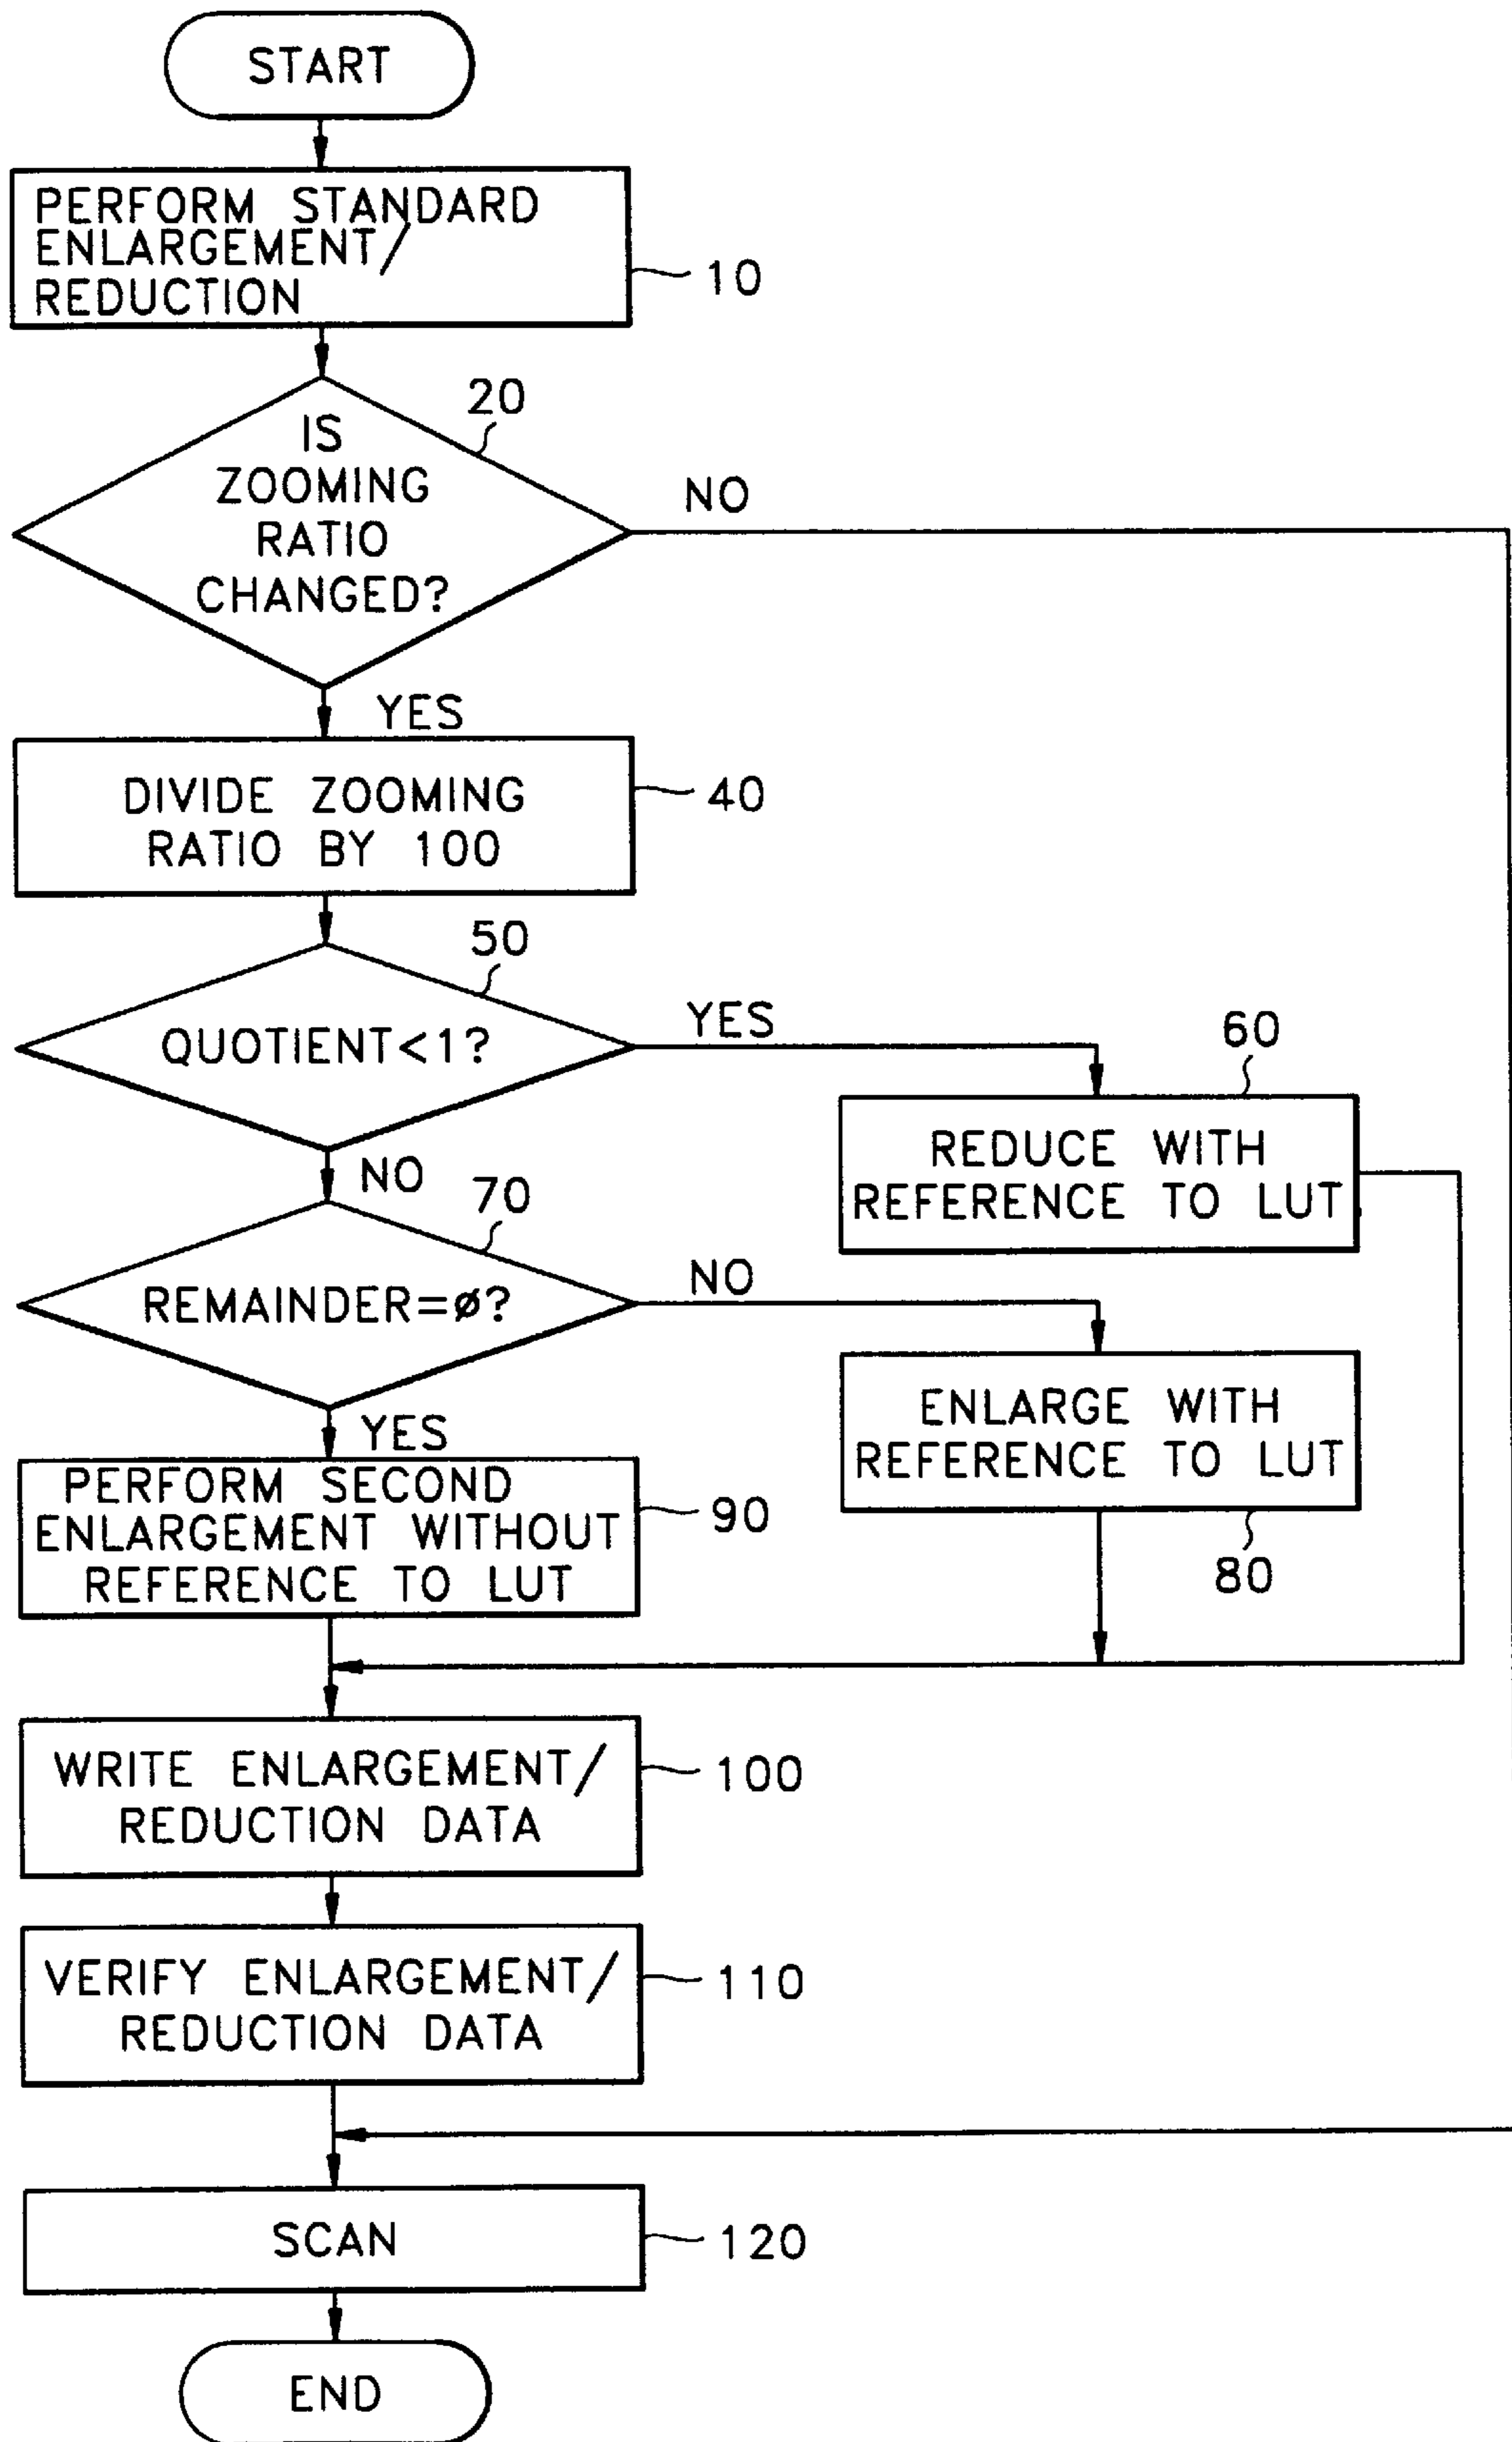 START
PERFORM STANDARD
ENLARGEMENT/
REDUCTION
10
20
IS
ZOOMING
RATIO
CHANGED?
NO
YES
DIVIDE ZOOMING
RATIO BY 100
40
50
QUOTIENT<1?
YES
60
REDUCE WITH
REFERENCE TO LUT
NO
70
REMAINDER=ø?
NO
ENLARGE WITH
REFERENCE TO LUT
80
YES
PERFORM SECOND
ENLARGEMENT WITHOUT
REFERENCE TO LUT
90
WRITE ENLARGEMENT/
REDUCTION DATA
100
VERIFY ENLARGEMENT/
REDUCTION DATA
110
SCAN
120
END